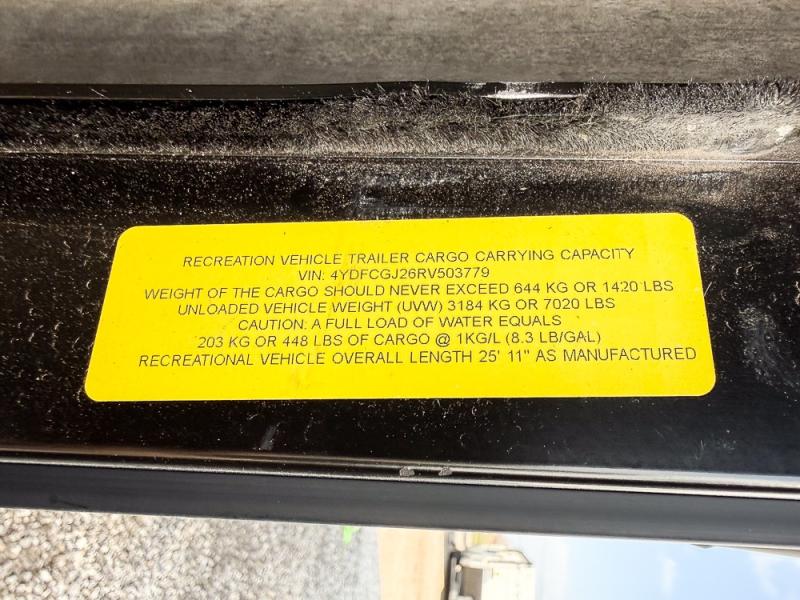 RECREATION VEHICLE TRAILER CARGO CARRYING CAPACITY
VIN: 4YDFCGJ26RV503779
WEIGHT OF THE CARGO SHOULD NEVER EXCEED 644 KG OR 1420 LBS
UNLOADED VEHICLE WEIGHT (UVW) 3184 KG OR 7020 LBS
CAUTION: A FULL LOAD OF WATER EQUALS
203 KG OR 448 LBS OF CARGO @ 1KG/L (8.3 LB/GAL)
RECREATIONAL VEHICLE OVERALL LENGTH 25' 11" AS MANUFACTURED